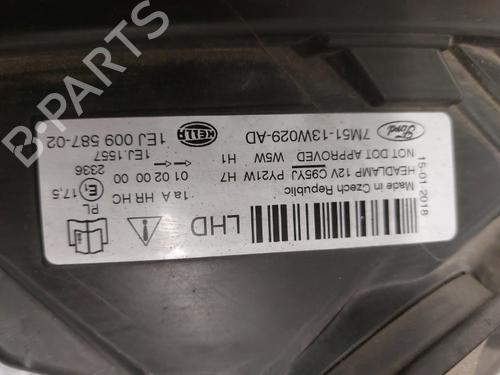 B-PARTS
Ford
7M51-13W029-AD
NOT DOT APPROVED W5W H1
HEADLAMP 12V C95YJ PY21W H7
Made in Czech Republic
15-01-2018
HELLA
1EJ 009 587-02
1EJ.1557
2336
01 02 00 00
E 17,5
1a A HR HC
PL
LHD